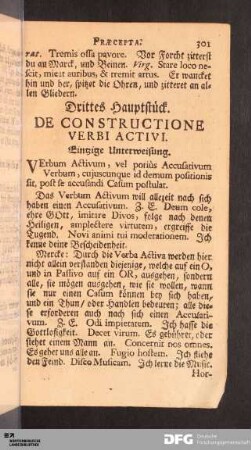 PRÆCEPTA. 301
ras. Tremis ossa pavore. Vor Forcht zitterst
du an Marck, und Beinen. Virg. Stare loco ne-
scit, micat auribus, & tremit artus. Et wancket
hin und her, spitzt die Ohren, und zitteret an al-
len Gliedern.
Drittes Hauptstück.
DE CONSTRUCTIONE
VERBI ACTIVI.
Eintzige Unterweisung.
VErbum Activum, vel potiùs Accusativum
Verbum, cujuscunque id demum positionis
sit, post se accusandi Casum postulat.
Das Verbum Activum will allezeit nach sich
haben einen Accusativum. Z. E. Deum cole,
ehre GOtt, imitare Divos, folge nach denen
Heiligen, amplectere virtutem, ergreiffe die
Tugend. Novi animi tui moderationem. Ich
kenne deine Bescheidenheit.
Mercke: Durch die Verba Activa werden hier
nicht allein verstanden diejenige, welche auf ein O,
und in Passivo auf ein OR, ausgehen, sondern
alle, sie mögen ausgehen, wie sie wollen, wann
sie nur einen Casum können bey sich haben,
und ein Thun / oder Handlen bedeuten; alle die-
se erforderen auch nach sich einen Accusati-
vum. Z. E. Odi impietatem. Ich hasse die
Gottlosigkeit. Decet virum. Es gebühret, oder
stehet einem Mann an. Concernit nos omnes,
Es gehet uns alle an. Fugio hostem. Ich fliehe
den Feind. Disco Musicam. Ich lerne die Music.
Hoc-
DFG Deutsche
Forschungsgemeinschaft